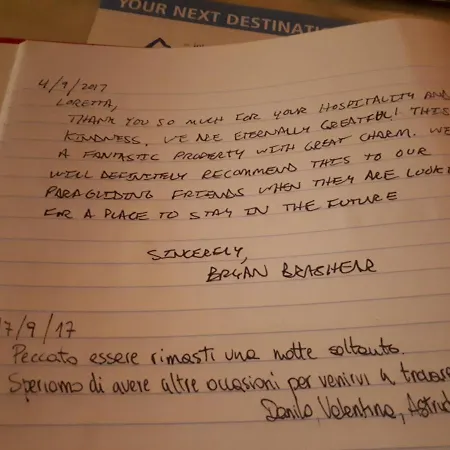 YOUR NEXT DESTINATI
4/9/2017
LORETTA,
THANK YOU SO MUCH FOR YOUR HOSPITALITY AND
KINDNESS. WE ARE ETERNALLY GREATFUL! THIS
A FANTASTIC PROPERTY WITH GREAT CHARM. WE
WILL DEFINITELY RECOMMEND THIS TO OUR
PARAGLIDING FRIENDS WHEN THEY ARE LOOKI
FOR A PLACE TO STAY IN THE FUTURE
SINCERELY,
BRYAN BRASHEAR
7/9/17
Peccato essere rimasti una notte soltanto.
Speriamo di avere altre occasioni per venirvi a trovare
Danilo, Valentina, Astrid